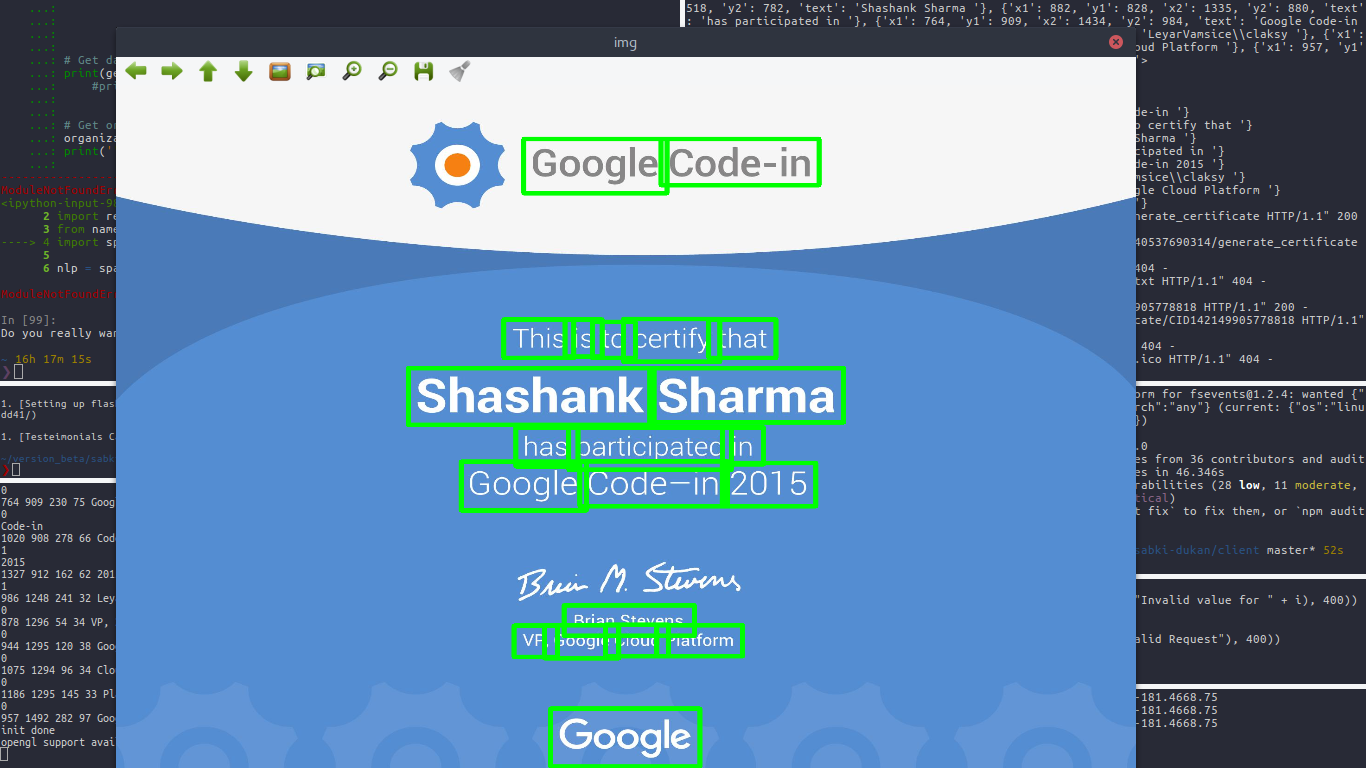 ...:
518, 'y2': 782, 'text': 'Shashank Sharma '}, {'x1': 882, 'y1': 828, 'x2': 1335, 'y2': 880, 'text'
...:
: 'has participated in '}, {'x1': 764, 'y1': 909, 'x2': 1434, 'y2': 984, 'text': 'Google Code-in
...:
'LeyarVamsice\\claksy '}, {'x1':
...:
oud Platform '}, {'x1': 957, 'y1'
...: # Get da
'>
...: print(ge
...: #pri
...:
...:
...: # Get or
...: organiza
...: print('
...:
img
Google Code-in
This is to certify that
Shashank Sharma
has participated in
Google Code–in 2015
Brian M. Stevens
Brian Stevens
VP, Google Cloud Platform
Google
ModuleNotFoundEr
<ipython-input-98
2 import re
3 from name
----> 4 import sp
5
6 nlp = spa
ModuleNotFoundEr
In [99]:
Do you really wan
~ 16h 17m 15s
❯
1. [Setting up flas
dd41/)
1. [Testeimonials C
~/version_beta/sabk
❯
0
764 909 230 75 Goog
0
Code-in
1020 908 278 66 Cod
1
2015
1327 912 162 62 201
1
986 1248 241 32 Ley
0
878 1296 54 34 VP,
0
944 1295 120 38 Goo
0
1075 1294 96 34 Clo
0
1186 1295 145 33 Pl
0
957 1492 282 97 Goo
init done
opengl support avai
de-in '}
o certify that '}
Sharma '}
cipated in '}
de-in 2015 '}
msice\\claksy '}
gle Cloud Platform '}
'}
nerate_certificate HTTP/1.1" 200
40537690314/generate_certificate
404 -
txt HTTP/1.1" 404 -
905778818 HTTP/1.1" 200 -
cate/CID142149905778818 HTTP/1.1"
404 -
.ico HTTP/1.1" 404 -
orm for fsevents@1.2.4: wanted {"
rch":"any"} (current: {"os":"linu
})
.0
es from 36 contributors and audit
es in 46.346s
rabilities (28 low, 11 moderate,
tical)
t fix` to fix them, or `npm audit
sabki-dukan/client master* 52s
"Invalid value for " + i), 400))
alid Request"), 400))
-181.4668.75
-181.4668.75
-181.4668.75